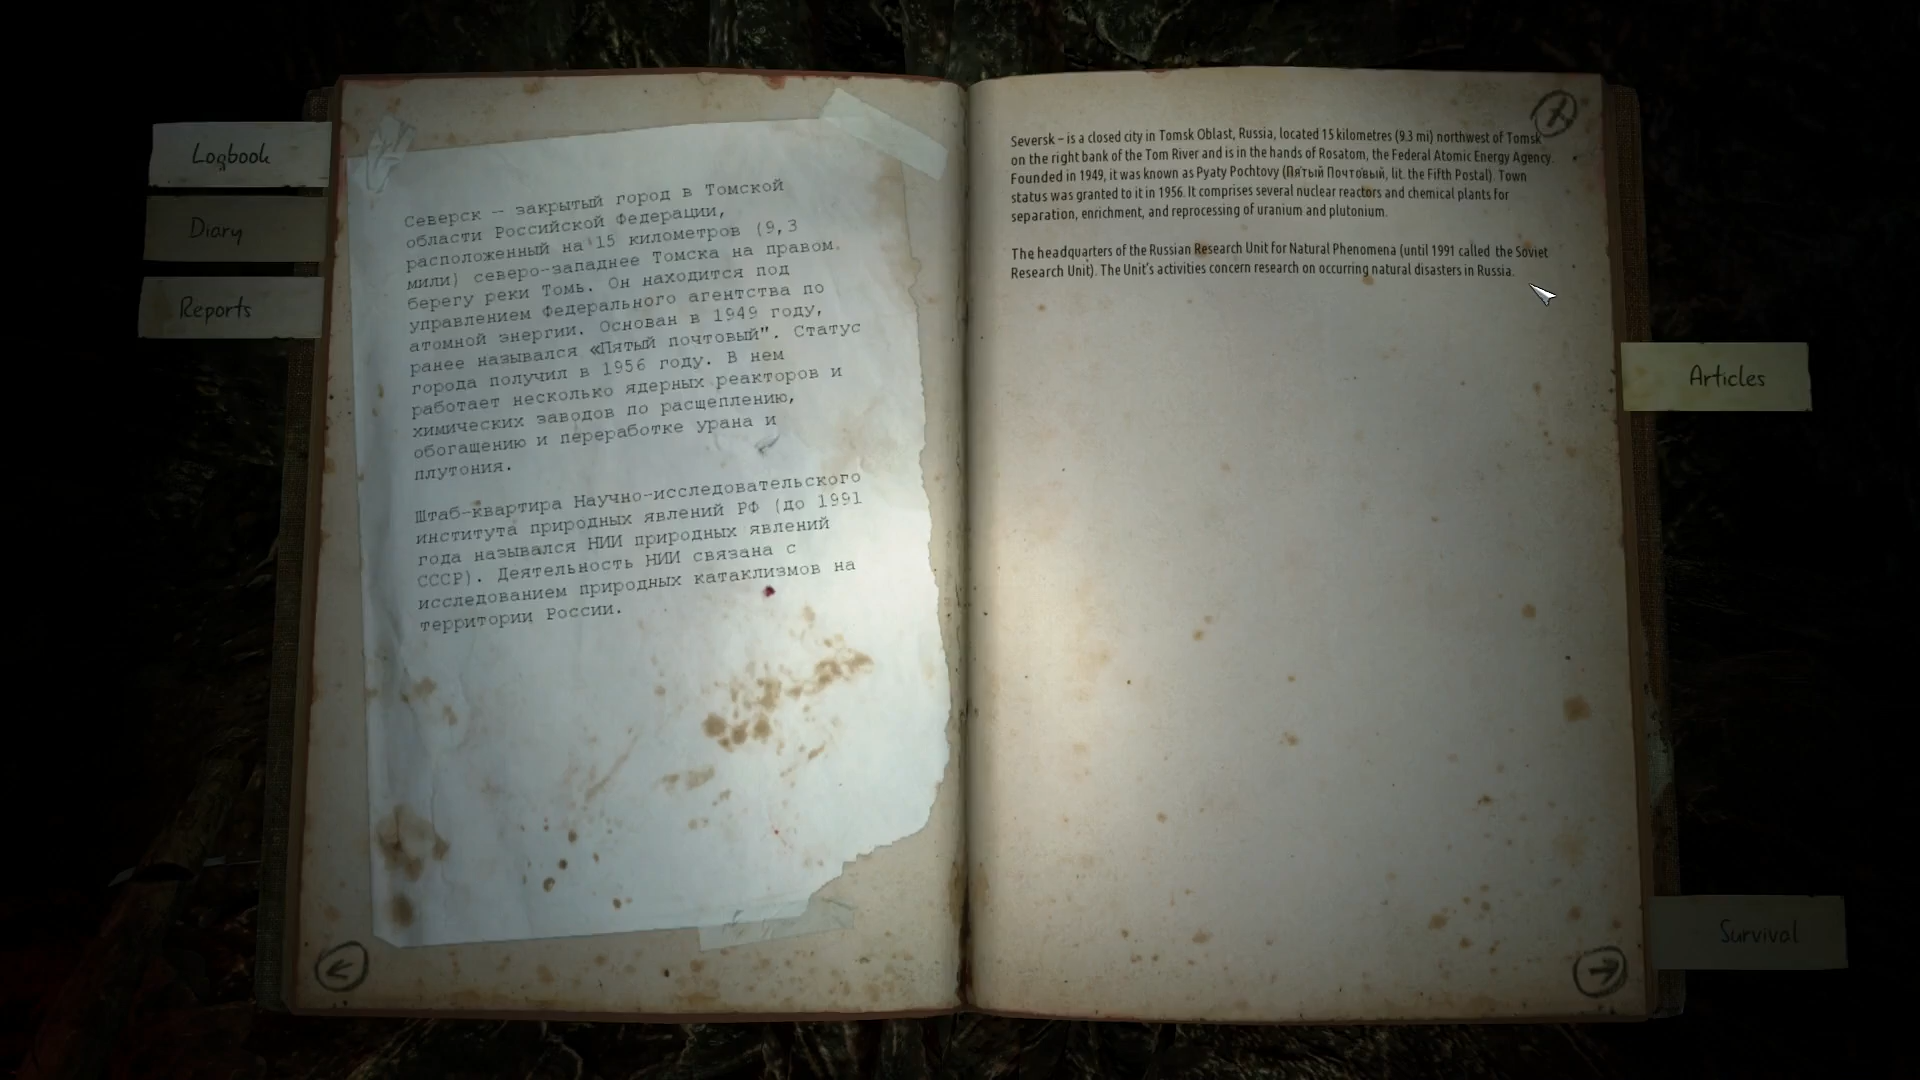 Logbook
Diary
Reports
Северск — закрытый город в Томской
области Российской Федерации,
расположенный на 15 километров (9,3
мили) северо-западнее Томска на правом
берегу реки Томь. Он находится под
управлением Федерального агентства по
атомной энергии. Основан в 1949 году,
ранее назывался «Пятый почтовый". Статус
города получил в 1956 году. В нем
работает несколько ядерных реакторов и
химических заводов по расщеплению,
обогащению и переработке урана и
плутония.
Штаб-квартира Научно-исследовательского
института природных явлений РФ (до 1991
года назывался НИИ природных явлений
СССР). Деятельность НИИ связана с
исследованием природных катаклизмов на
территории России.
Seversk – is a closed city in Tomsk Oblast, Russia, located 15 kilometres (9.3 mi) northwest of Tomsk
on the right bank of the Tom River and is in the hands of Rosatom, the Federal Atomic Energy Agency.
Founded in 1949, it was known as Pyaty Pochtovy (Пятый Почтовый, lit. the Fifth Postal). Town
status was granted to it in 1956. It comprises several nuclear reactors and chemical plants for
separation, enrichment, and reprocessing of uranium and plutonium.
The headquarters of the Russian Research Unit for Natural Phenomena (until 1991 called the Soviet
Research Unit). The Unit's activities concern research on occurring natural disasters in Russia.
Articles
Survival